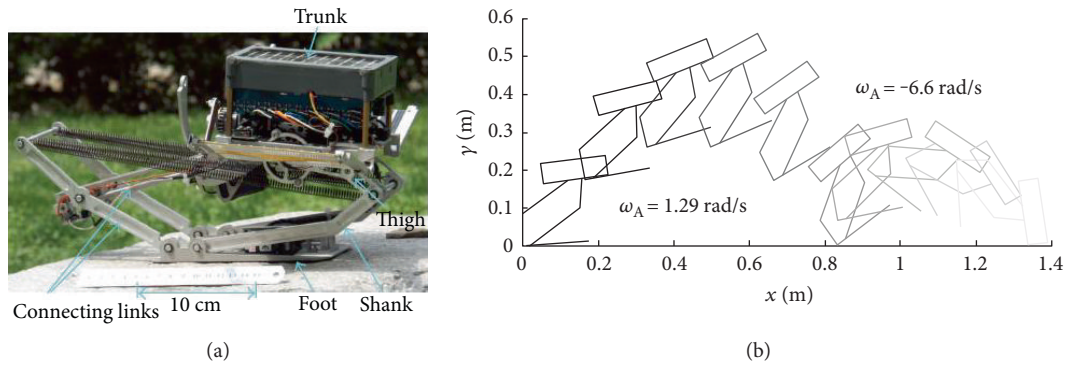 Trunk
Thigh
Connecting links
10 cm
Foot
Shank
(a)
0.6
0.5
0.4
0.3
0.2
0.1
0
γ (m)
ω_A = −6.6 rad/s
ω_A = 1.29 rad/s
0 0.2 0.4 0.6 0.8 1 1.2 1.4
x (m)
(b)